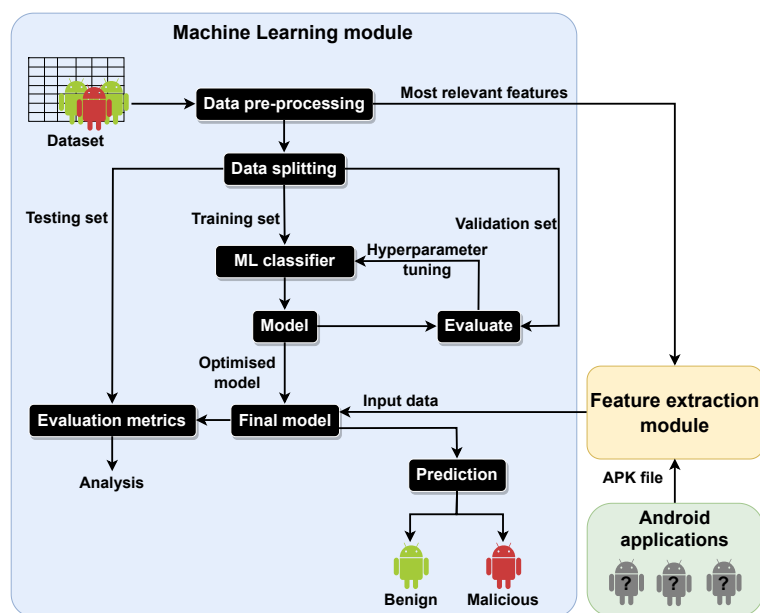 Machine Learning module
Data pre-processing
Most relevant features
Dataset
Data splitting
Testing set
Training set
Validation set
Hyperparameter
tuning
ML classifier
Model
Evaluate
Optimised
model
Input data
Feature extraction
module
Evaluation metrics
Final model
APK file
Prediction
Analysis
Android
applications
? ? ?
Benign
Malicious